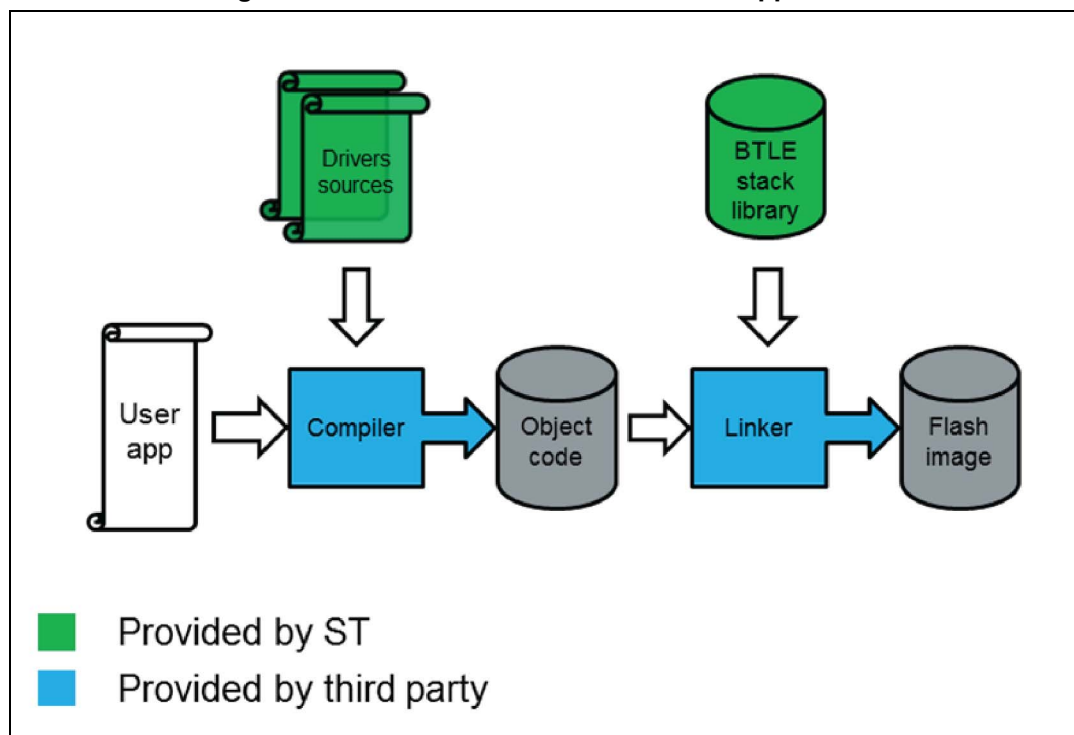 Drivers
sources
BTLE
stack
library
User
app
Compiler
Object
code
Linker
Flash
image
Provided by ST
Provided by third party